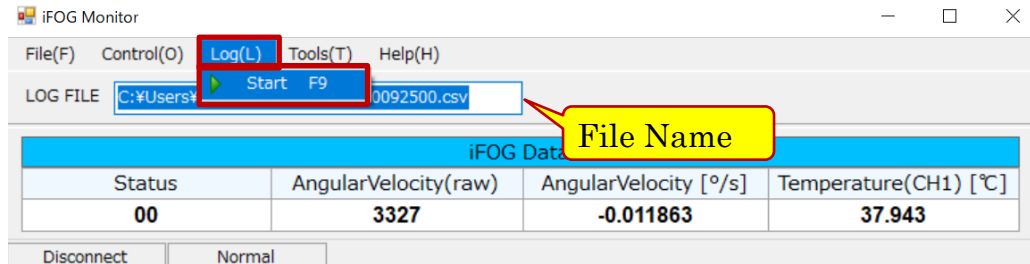 iFOG Monitor
File(F) Control(O) Log(L) Tools(T) Help(H)
Start F9
LOG FILE C:¥Users¥ 0092500.csv
File Name
iFOG Data
Status AngularVelocity(raw) AngularVelocity [°/s] Temperature(CH1) [℃]
00 3327 -0.011863 37.943
Disconnect Normal